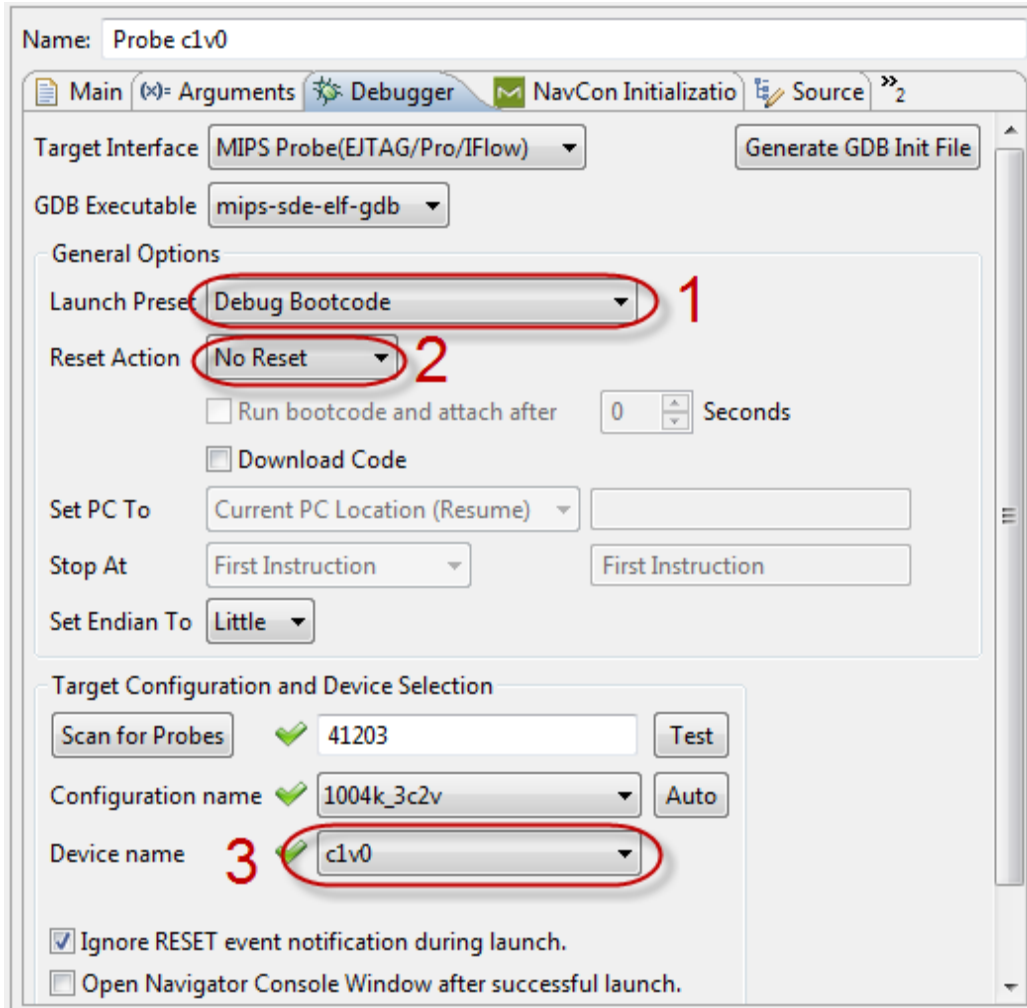 Name: Probe c1v0
Main (x)= Arguments Debugger NavCon Initializatio Source »2
Target Interface MIPS Probe(EJTAG/Pro/IFlow) Generate GDB Init File
GDB Executable mips-sde-elf-gdb
General Options
Launch Preset Debug Bootcode 1
Reset Action No Reset 2
Run bootcode and attach after 0 Seconds
Download Code
Set PC To Current PC Location (Resume)
Stop At First Instruction First Instruction
Set Endian To Little
Target Configuration and Device Selection
Scan for Probes 41203 Test
Configuration name 1004k_3c2v Auto
Device name 3 c1v0
Ignore RESET event notification during launch.
Open Navigator Console Window after successful launch.